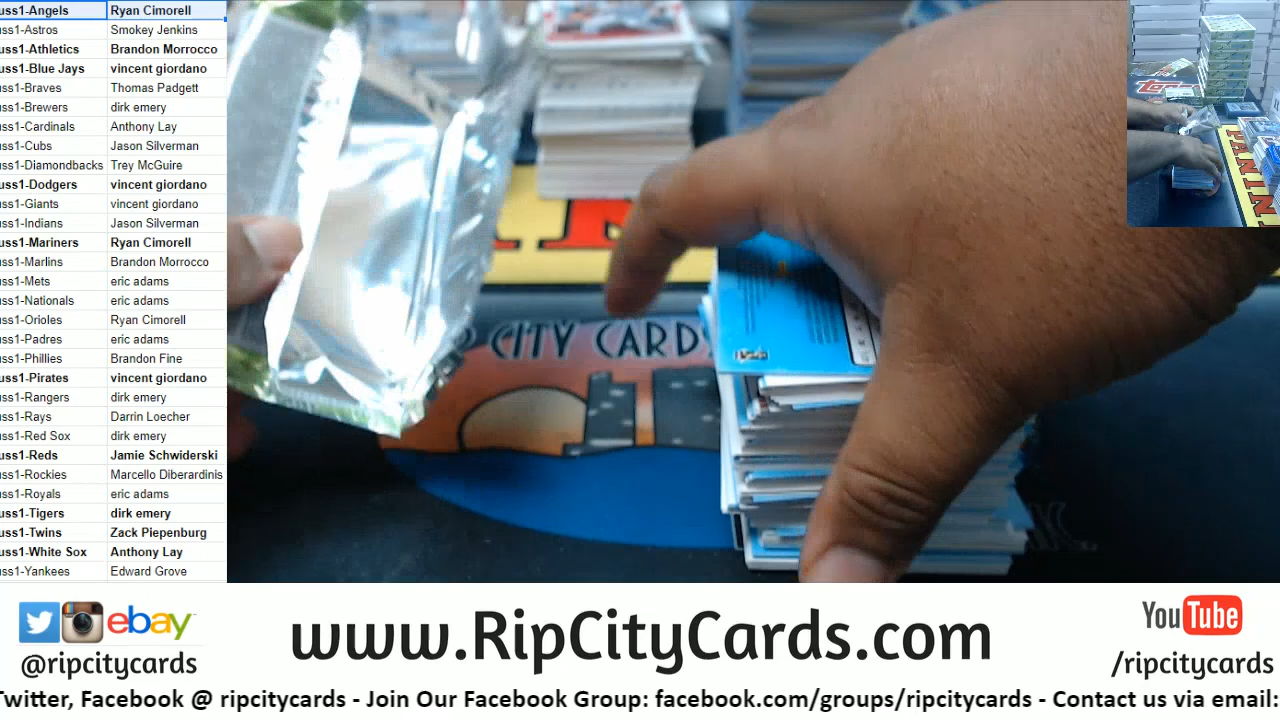 uss1-Angels Ryan Cimorell
uss1-Astros Smokey Jenkins
uss1-Athletics Brandon Morrocco
uss1-Blue Jays vincent giordano
uss1-Braves Thomas Padgett
uss1-Brewers dirk emery
uss1-Cardinals Anthony Lay
uss1-Cubs Jason Silverman
uss1-Diamondbacks Trey McGuire
uss1-Dodgers vincent giordano
uss1-Giants vincent giordano
uss1-Indians Jason Silverman
uss1-Mariners Ryan Cimorell
uss1-Marlins Brandon Morrocco
uss1-Mets eric adams
uss1-Nationals eric adams
uss1-Orioles Ryan Cimorell
uss1-Padres eric adams
uss1-Phillies Brandon Fine
uss1-Pirates vincent giordano
uss1-Rangers dirk emery
uss1-Rays Darrin Loecher
uss1-Red Sox dirk emery
uss1-Reds Jamie Schwiderski
uss1-Rockies Marcello Diberardinis
uss1-Royals eric adams
uss1-Tigers dirk emery
uss1-Twins Zack Piepenburg
uss1-White Sox Anthony Lay
uss1-Yankees Edward Grove
P CITY CARDS
PANINI
ebay
@ripcitycards
www.RipCityCards.com
YouTube
/ripcitycards
Twitter, Facebook @ ripcitycards - Join Our Facebook Group: facebook.com/groups/ripcitycards - Contact us via email: